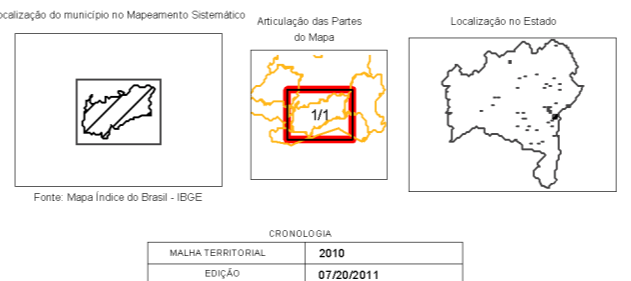 ocalização do município no Mapeamento Sistemático
Articulação das Partes
do Mapa
Localização no Estado
1/1
Fonte: Mapa Índice do Brasil - IBGE
CRONOLOGIA
MALHA TERRITORIAL 2010
EDIÇÃO 07/20/2011